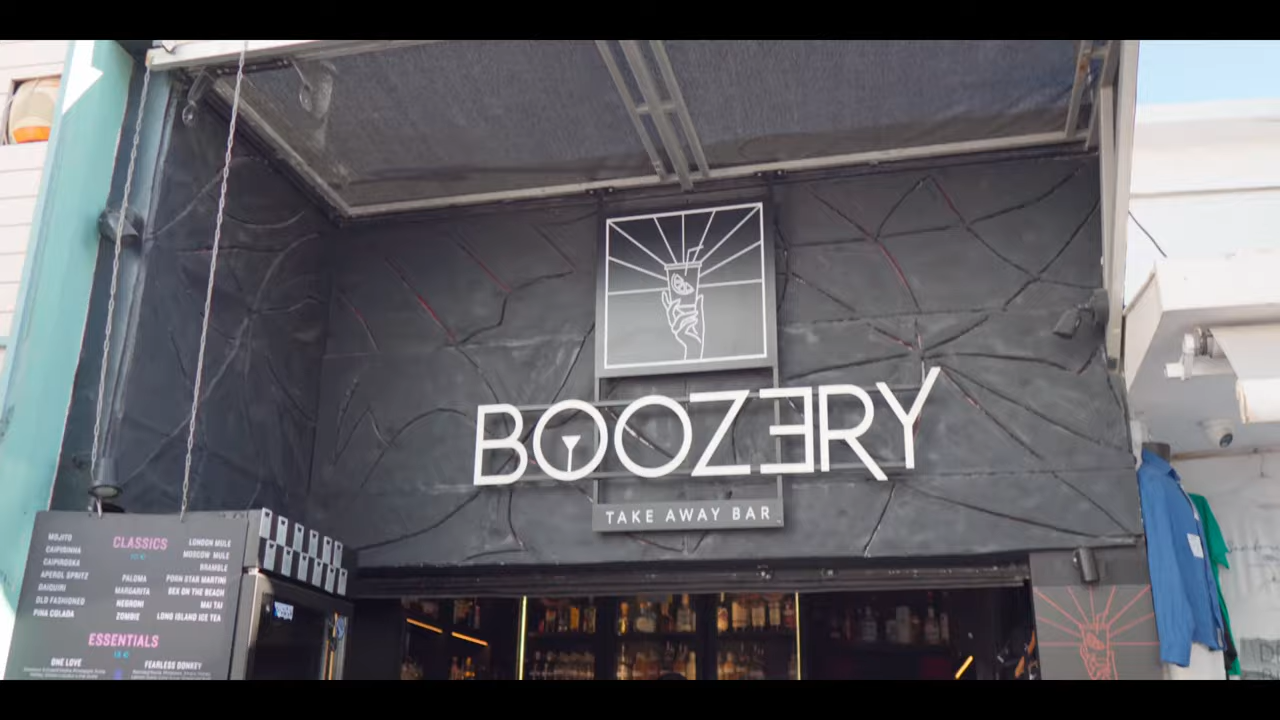 BOOZERY
TAKE AWAY BAR
CLASSICS
MOJITO
CAIPIRINHA
CAIPIROSKA
APEROL SPRITZ
DAIQUIRI
OLD FASHIONED
PINA COLADA
PALOMA
MARGARITA
NEGRONI
ZOMBIE
LONDON MULE
MOSCOW MULE
BRAMBLE
PORN STAR MARTINI
SEX ON THE BEACH
MAI TAI
LONG ISLAND ICE TEA
ESSENTIALS
ONE LOVE
FEARLESS DONKEY